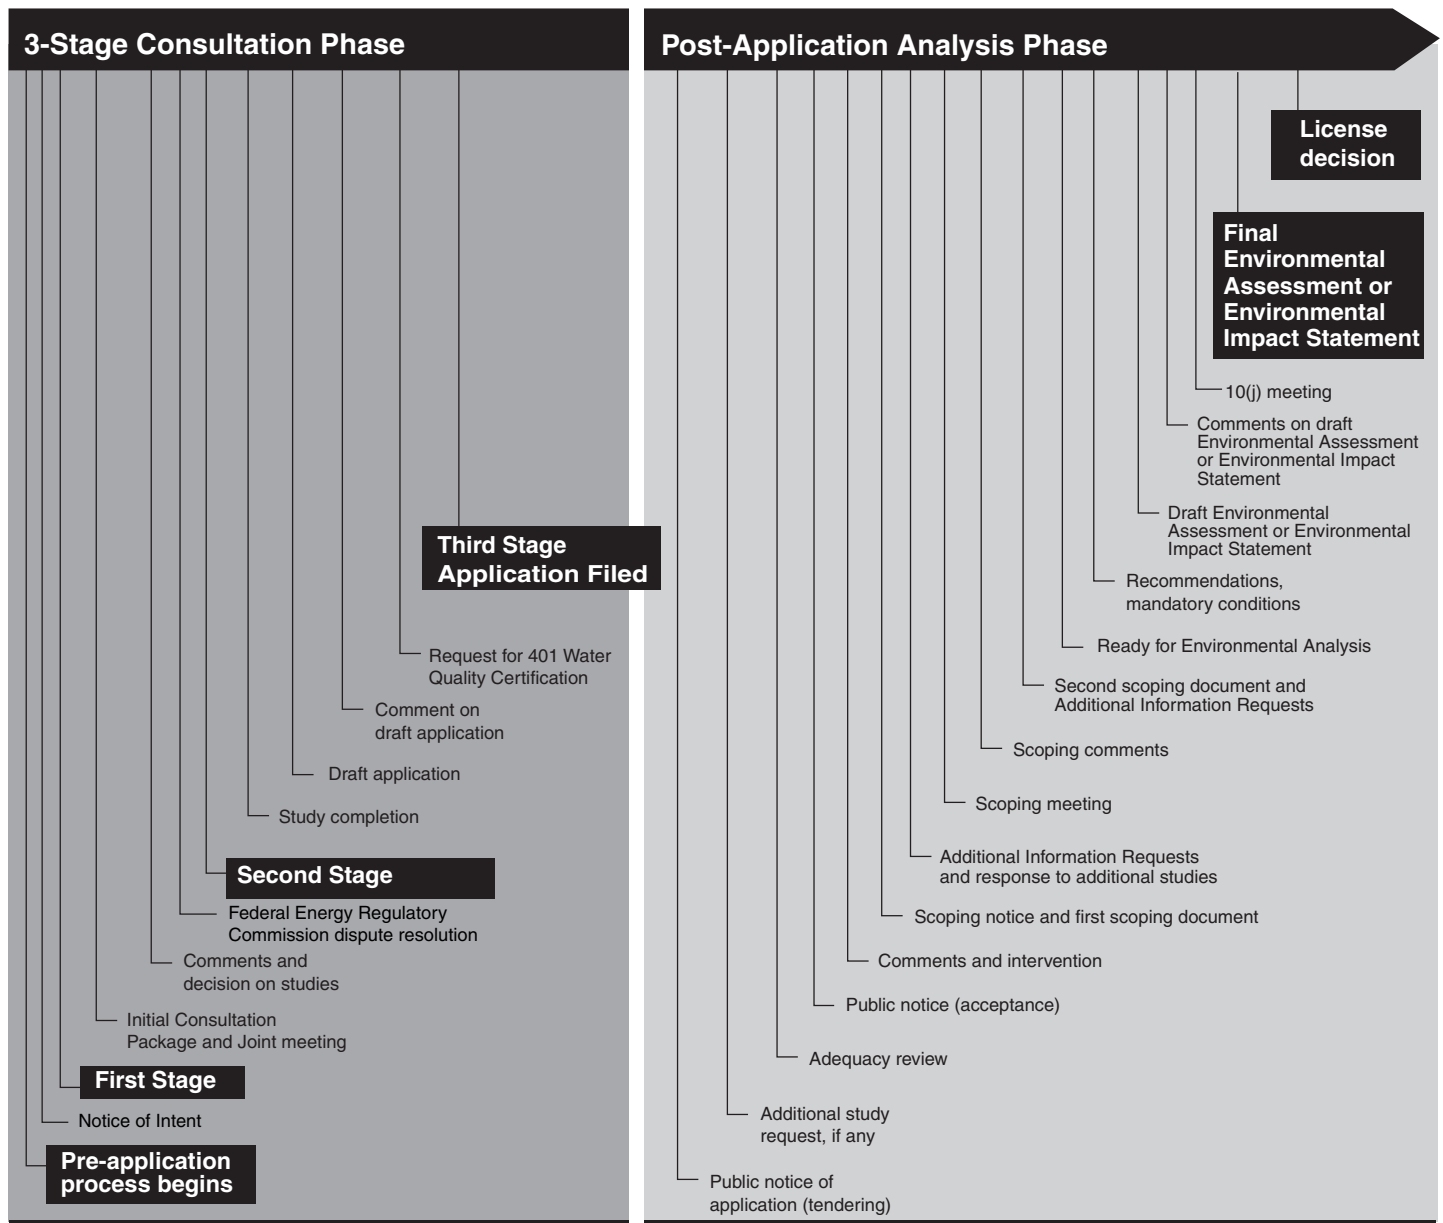 3-Stage Consultation Phase
Third Stage
Application Filed
Request for 401 Water
Quality Certification
Comment on
draft application
Draft application
Study completion
Second Stage
Federal Energy Regulatory
Commission dispute resolution
Comments and
decision on studies
Initial Consultation
Package and Joint meeting
First Stage
Notice of Intent
Pre-application
process begins
Post-Application Analysis Phase
License
decision
Final
Environmental
Assessment or
Environmental
Impact Statement
10(j) meeting
Comments on draft
Environmental Assessment
or Environmental Impact
Statement
Draft Environmental
Assessment or Environmental
Impact Statement
Recommendations,
mandatory conditions
Ready for Environmental Analysis
Second scoping document and
Additional Information Requests
Scoping comments
Scoping meeting
Additional Information Requests
and response to additional studies
Scoping notice and first scoping document
Comments and intervention
Public notice (acceptance)
Adequacy review
Additional study
request, if any
Public notice of
application (tendering)